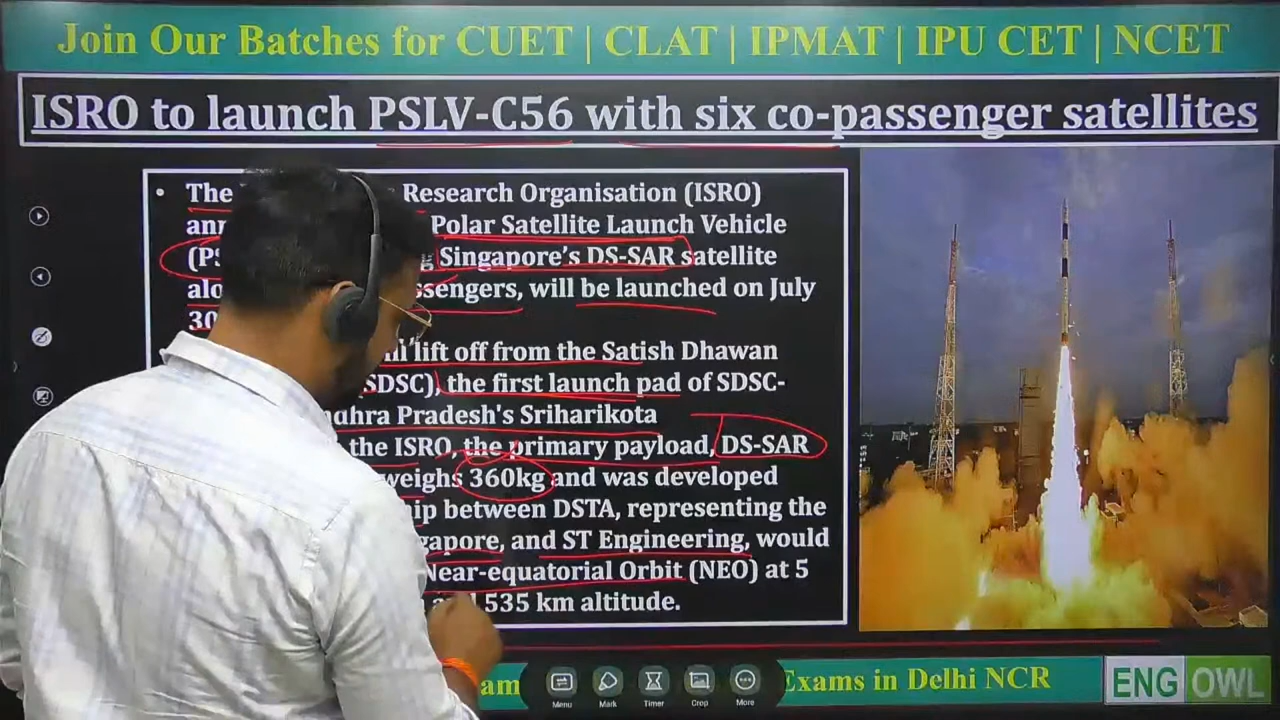 Join Our Batches for CUET | CLAT | IPMAT | IPU CET | NCET
ISRO to launch PSLV-C56 with six co-passenger satellites
• The Research Organisation (ISRO)
Polar Satellite Launch Vehicle
Singapore's DS-SAR satellite
will be launched on July
30
lift off from the Satish Dhawan
SDSC), the first launch pad of SDSC-
Pradesh's Sriharikota
the ISRO, the primary payload, DS-SAR
weighs 360kg and was developed
between DSTA, representing the
and ST Engineering, would
Near-equatorial Orbit (NEO) at 5
535 km altitude.
Exams in Delhi NCR
ENG OWL
Menu Mark Timer Crop More